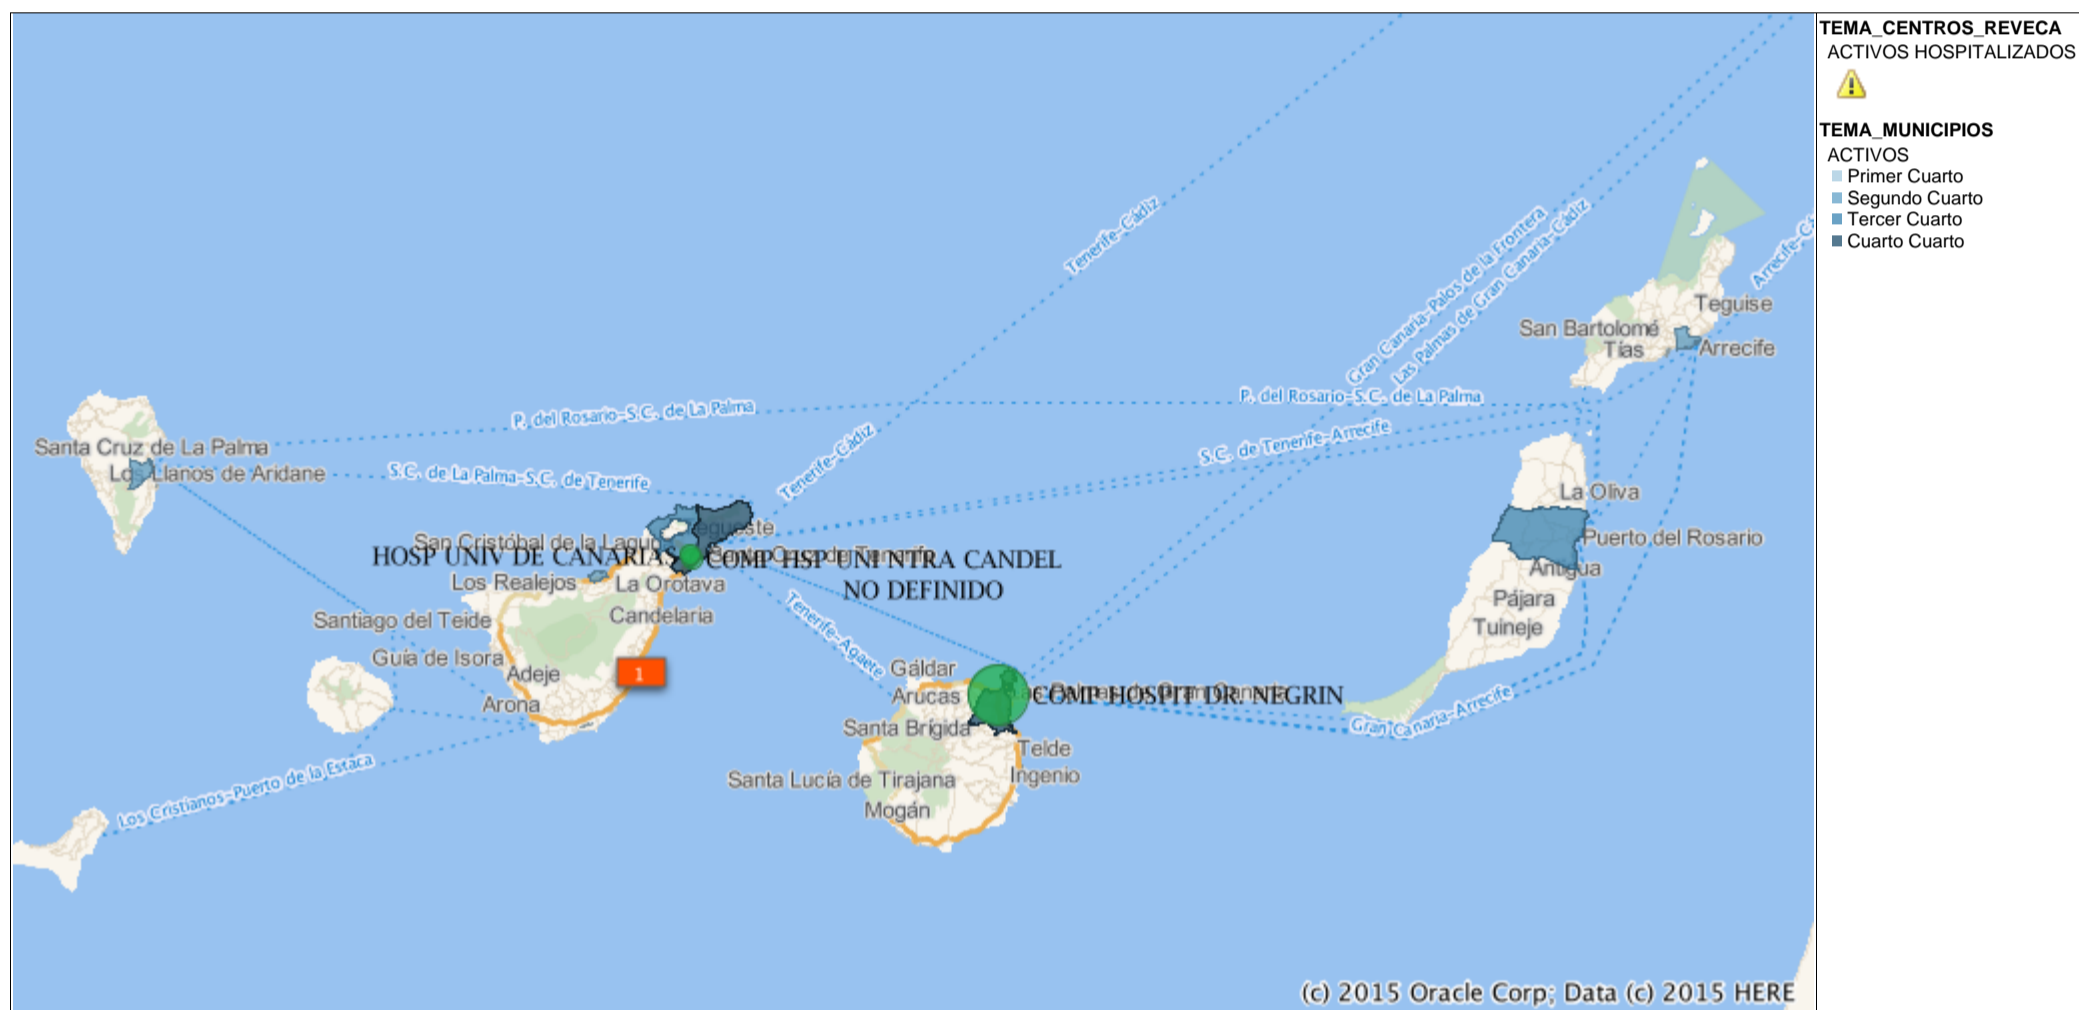 TEMA_CENTROS_REVECA
ACTIVOS HOSPITALIZADOS
TEMA_MUNICIPIOS
ACTIVOS
Primer Cuarto
Segundo Cuarto
Tercer Cuarto
Cuarto Cuarto
Tenerife-Cádiz
Gran Canaria-Palos de la Frontera
Las Palmas de Gran Canaria-Cádiz
Teguise
San Bartolomé
Tías
Arrecife
P. del Rosario-S.C. de La Palma
P. del Rosario-S.C. de La Palma
S.C. de Tenerife-Arrecife
Tenerife-Cádiz
Santa Cruz de La Palma
Los Llanos de Aridane
S.C. de La Palma-S.C. de Tenerife
La Oliva
Puerto del Rosario
Antigua
Pájara
Tuineje
San Cristóbal de la
HOSP UNIV DE CANARIAS
COMP HSP UNI NTRA CANDEL
NO DEFINIDO
Los Realejos
La Orotava
Candelaria
Santiago del Teide
Guía de Isora
Adeje
Arona
1
Tenerife-Agaete
Gáldar
Arucas
COMP HOSPIT DR. NEGRIN
Santa Brígida
Telde
Ingenio
Santa Lucía de Tirajana
Mogán
Gran Canaria-Arrecife
Los Cristianos-Puerto de la Estaca
(c) 2015 Oracle Corp; Data (c) 2015 HERE